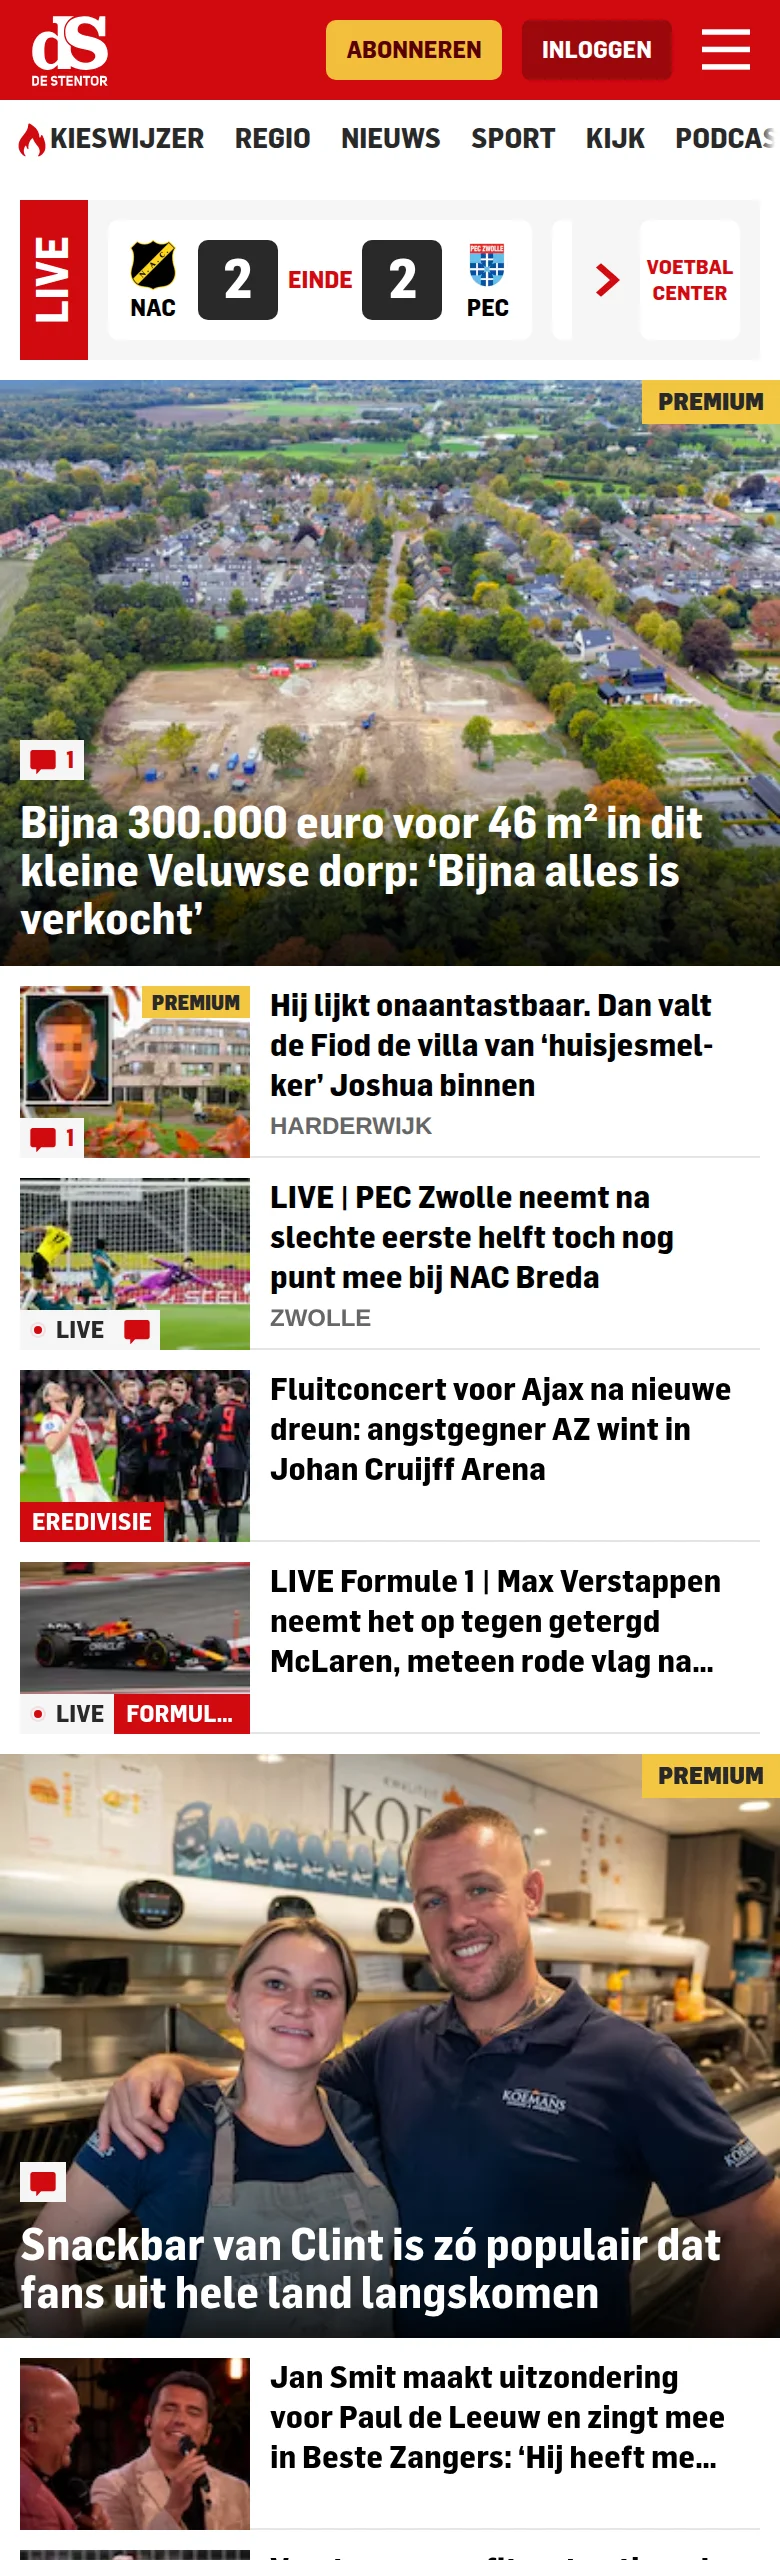 dS
DE STENTOR
ABONNEREN
INLOGGEN
KIESWIJZER REGIO NIEUWS SPORT KIJK PODCAS
LIVE
NAC
2
EINDE
2
PEC ZWOLLE
PEC
VOETBAL
CENTER
PREMIUM
1
Bijna 300.000 euro voor 46 m² in dit
kleine Veluwse dorp: ‘Bijna alles is
verkocht’
PREMIUM
1
Hij lijkt onaantastbaar. Dan valt
de Fiod de villa van ‘huisjesmel-
ker’ Joshua binnen
HARDERWIJK
LIVE
LIVE | PEC Zwolle neemt na
slechte eerste helft toch nog
punt mee bij NAC Breda
ZWOLLE
EREDIVISIE
Fluitconcert voor Ajax na nieuwe
dreun: angstgegner AZ wint in
Johan Cruijff Arena
LIVE
FORMUL...
LIVE Formule 1 | Max Verstappen
neemt het op tegen getergd
McLaren, meteen rode vlag na...
PREMIUM
KOEMANS
Snackbar van Clint is zó populair dat
fans uit hele land langskomen
Jan Smit maakt uitzondering
voor Paul de Leeuw en zingt mee
in Beste Zangers: ‘Hij heeft me...